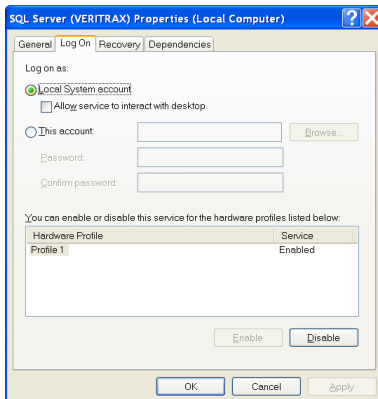 SQL Server (VERITRAX) Properties (Local Computer)
General Log On Recovery Dependencies
Log on as:
Local System account
Allow service to interact with desktop
This account: Browse...
Password:
Confirm password:
You can enable or disable this service for the hardware profiles listed below:
Hardware Profile Service
Profile 1 Enabled
Enable Disable
OK Cancel Apply